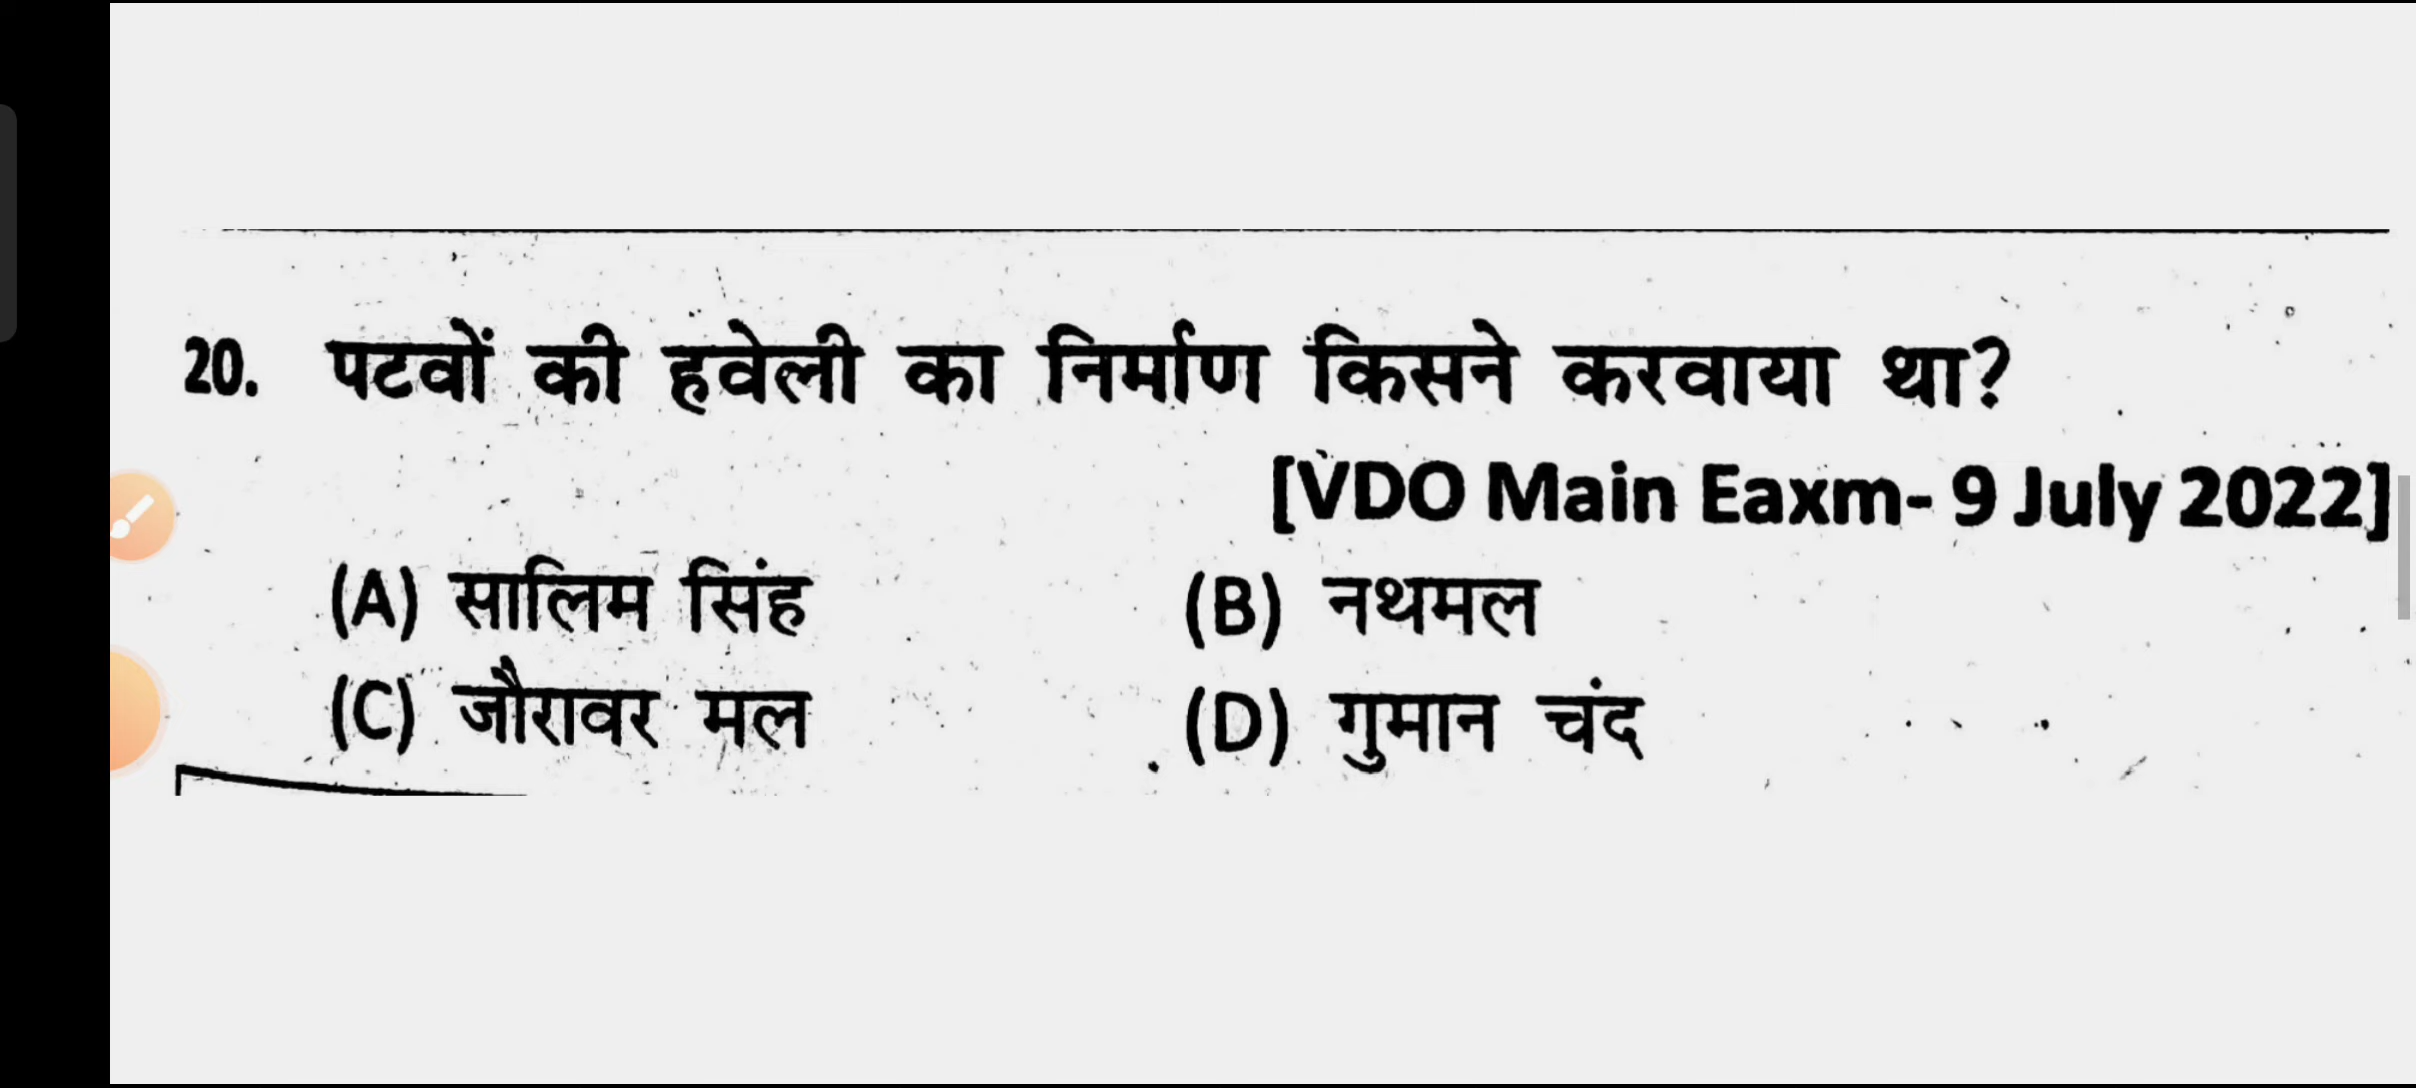 20. पटवों की हवेली का निर्माण किसने करवाया था?
[VDO Main Eaxm- 9 July 2022]
(A) सालिम सिंह (B) नथमल
(C) जौरावर मल (D) गुमान चंद